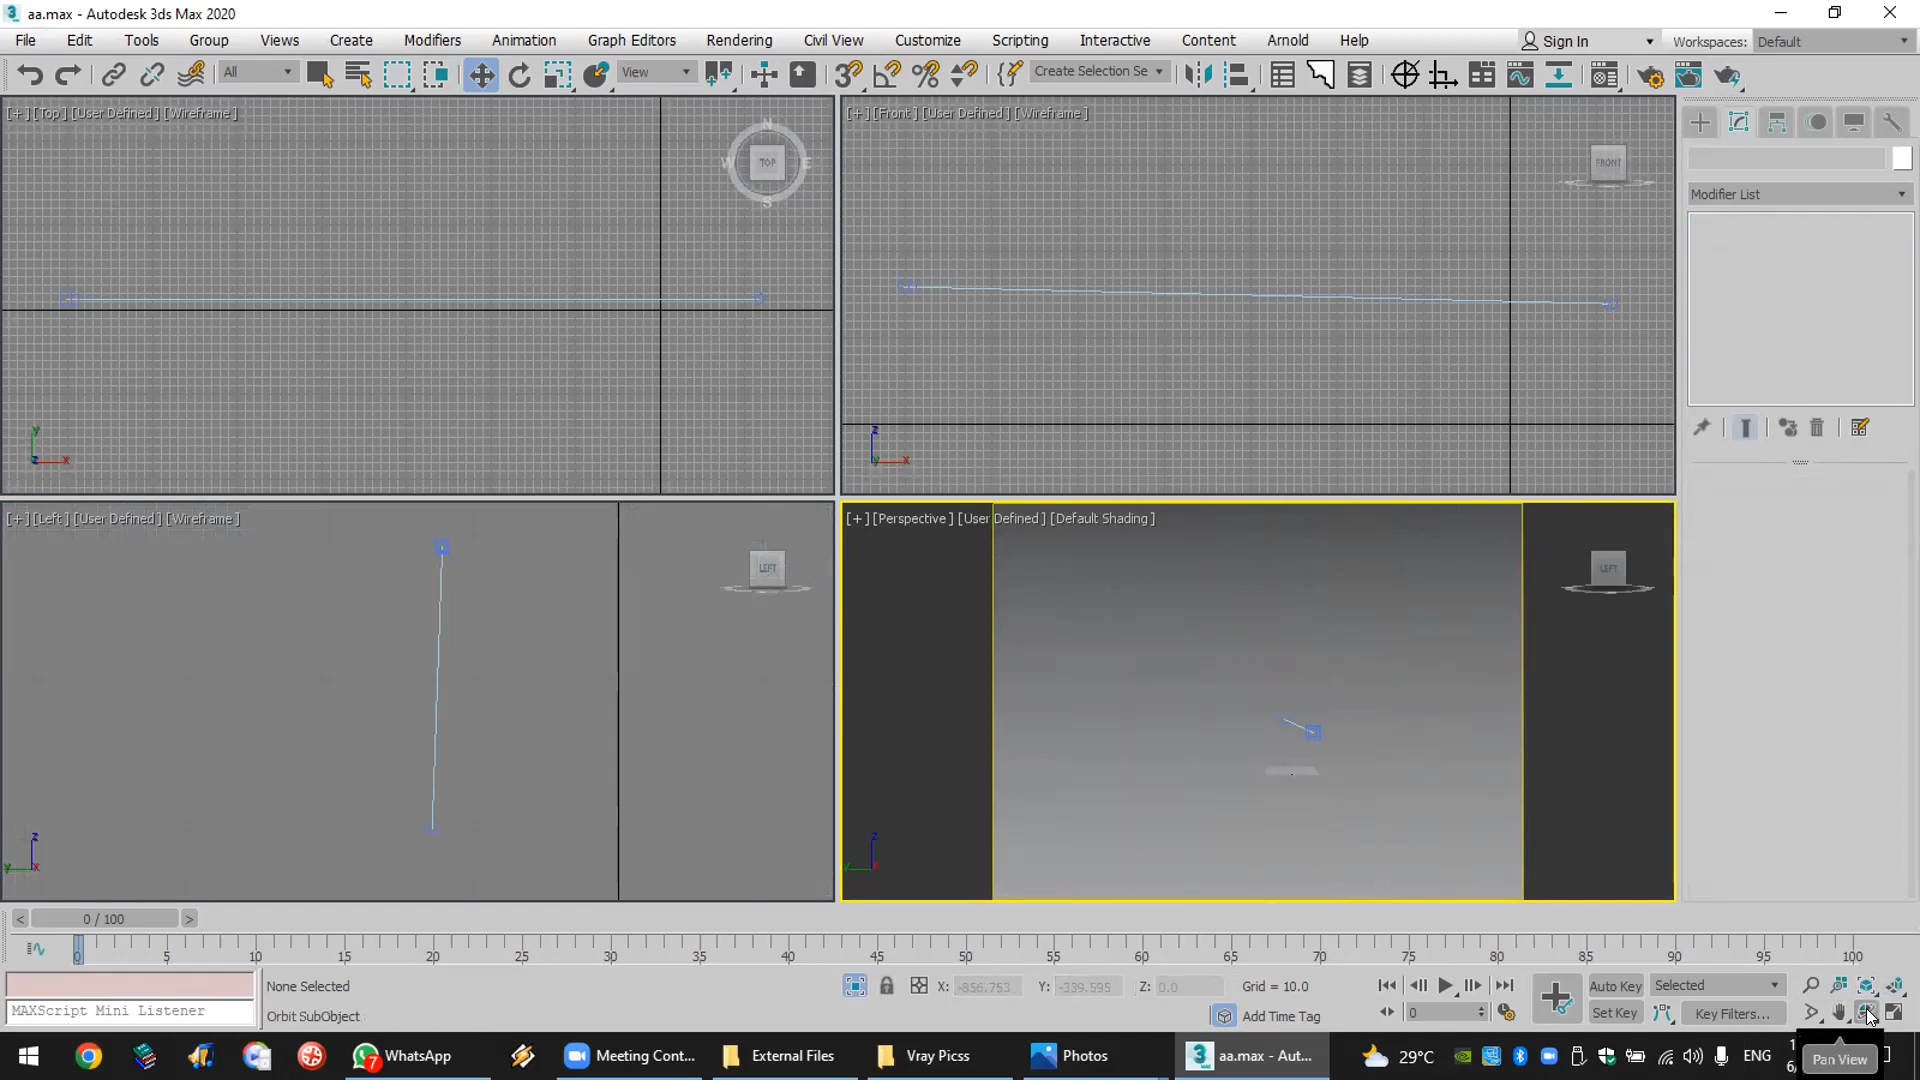 aa.max - Autodesk 3ds Max 2020
File Edit Tools Group Views Create Modifiers Animation Graph Editors Rendering Civil View Customize Scripting Interactive Content Arnold Help Sign In Workspaces: Default
All View Create Selection Se
[+][Top][User Defined][Wireframe]
N
W TOP E
S
y
z x
[+][Front][User Defined][Wireframe]
FRONT
z
y x
Modifier List
[+][Left][User Defined][Wireframe]
LEFT
z
y x
[+][Perspective][User Defined][Default Shading]
LEFT
z
< 0 / 100 >
0 5 10 15 20 25 30 35 40 45 50 55 60 65 70 75 80 85 90 95 100
None Selected X: -856.753 Y: -339.595 Z: 0.0 Grid = 10.0 Auto Key Selected
MAXScript Mini Listener Orbit SubObject Add Time Tag 0 Set Key Key Filters...
WhatsApp 7 Meeting Cont... External Files Vray Picss Photos aa.max - Aut... 29°C ENG
Pan View